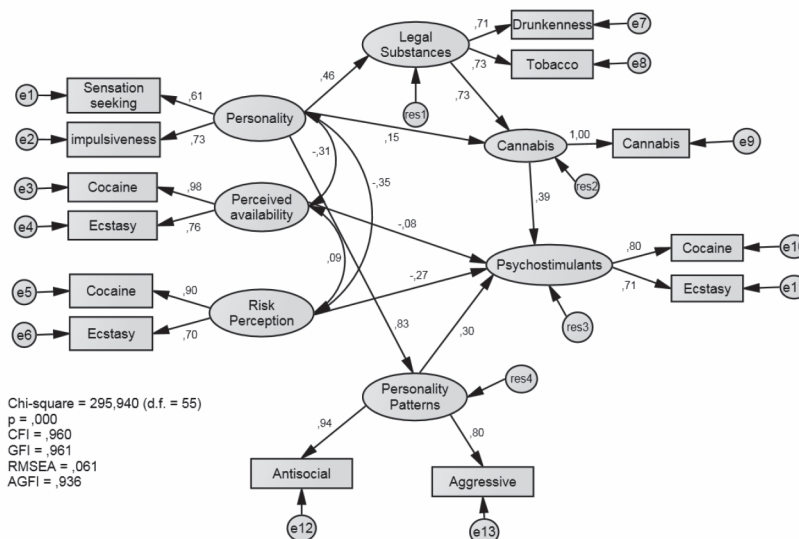 Legal
Substances
,71
Drunkenness
e7
,73
Tobacco
e8
,46
res1
,73
e1
Sensation
seeking
,61
Personality
e2
impulsiveness
,73
,15
Cannabis
1,00
Cannabis
e9
res2
-,31
-,35
,39
e3
Cocaine
,98
Perceived
availability
e4
Ecstasy
,76
-,08
,09
Psychostimulants
,80
Cocaine
,71
Ecstasy
res3
e5
Cocaine
,90
Risk
Perception
-,27
e6
Ecstasy
,70
,83
,30
Personality
Patterns
res4
Chi-square = 295,940 (d.f. = 55)
p = ,000
CFI = ,960
GFI = ,961
RMSEA = ,061
AGFI = ,936
,94
,80
Antisocial
Aggressive
e12
e13